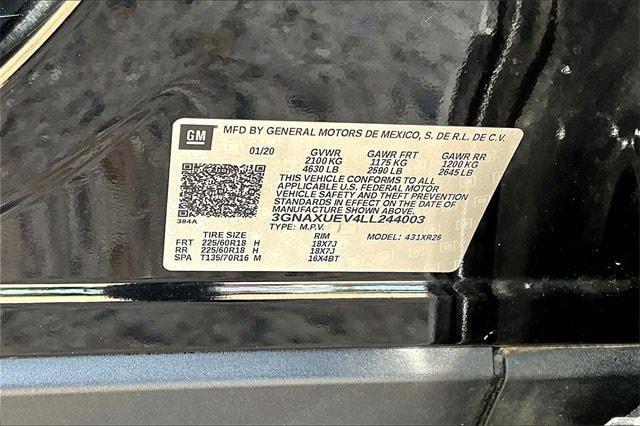 GM MFD BY GENERAL MOTORS DE MEXICO, S. DE R.L. DE C.V.
01/20 GVWR GAWR FRT GAWR RR
2100 KG 1175 KG 1200 KG
4630 LB 2590 LB 2645 LB
THIS VEHICLE CONFORMS TO ALL
APPLICABLE U.S. FEDERAL MOTOR
VEHICLE SAFETY AND THEFT PREVENTION
STANDARDS IN EFFECT ON THE DATE OF
MANUFACTURE SHOWN ABOVE.
384A 3GNAXUEV4LL244003
TYPE: M.P.V. MODEL: 431XR26
TIRE SIZE RIM
FRT 225/60R18 H 18X7J
RR 225/60R18 H 18X7J
SPA T135/70R16 M 16X4BT